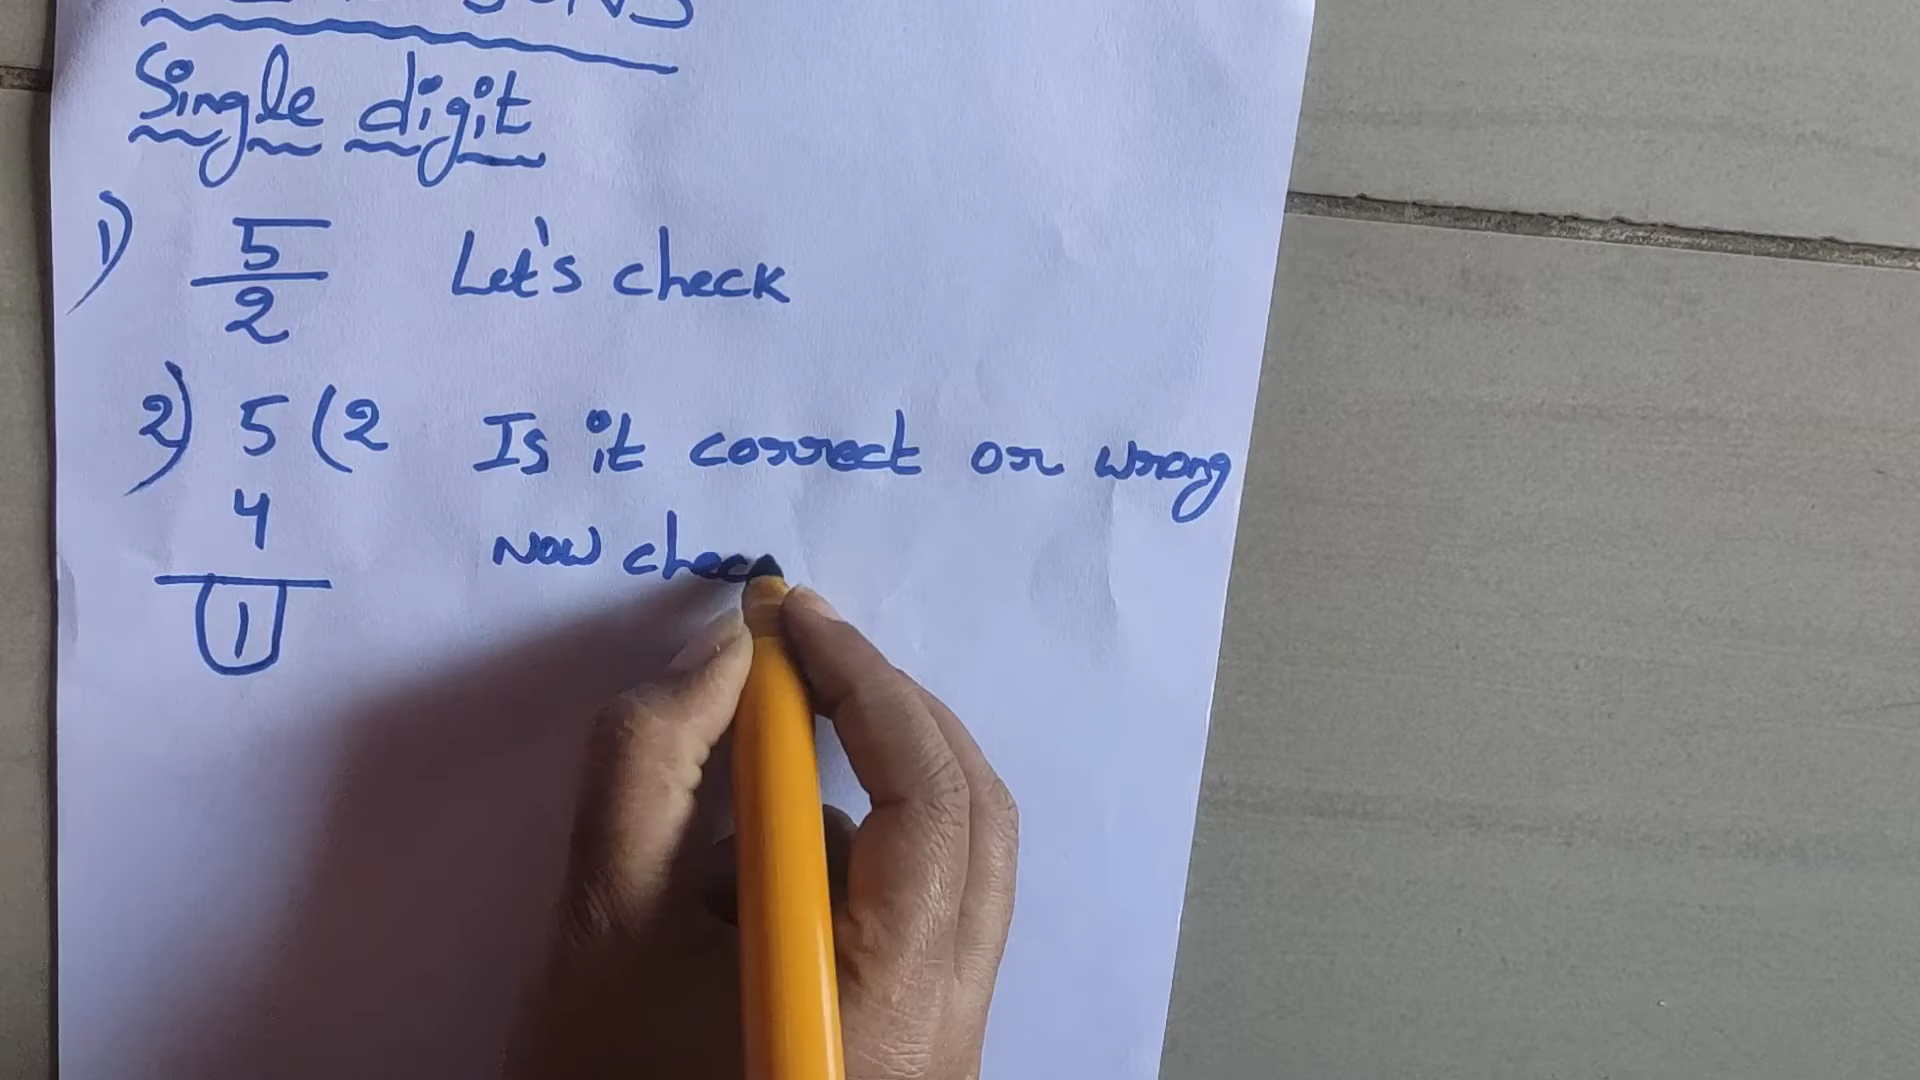 Single digit
1) 5/2 Let's check
2) 5 (2 Is it correct or wrong
4 Now chec
1